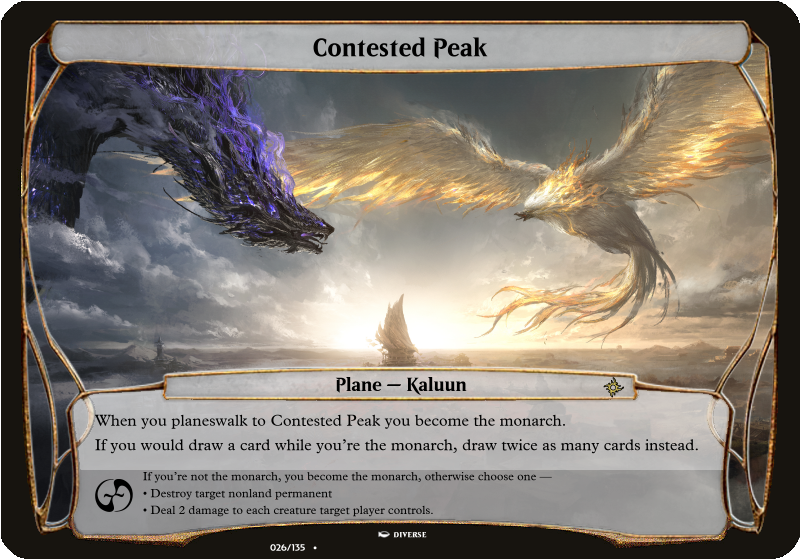 Contested Peak
Plane — Kaluun
When you planeswalk to Contested Peak you become the monarch.
If you would draw a card while you're the monarch, draw twice as many cards instead.
If you're not the monarch, you become the monarch, otherwise choose one —
• Destroy target nonland permanent
• Deal 2 damage to each creature target player controls.
DIVERSE
026/135 •